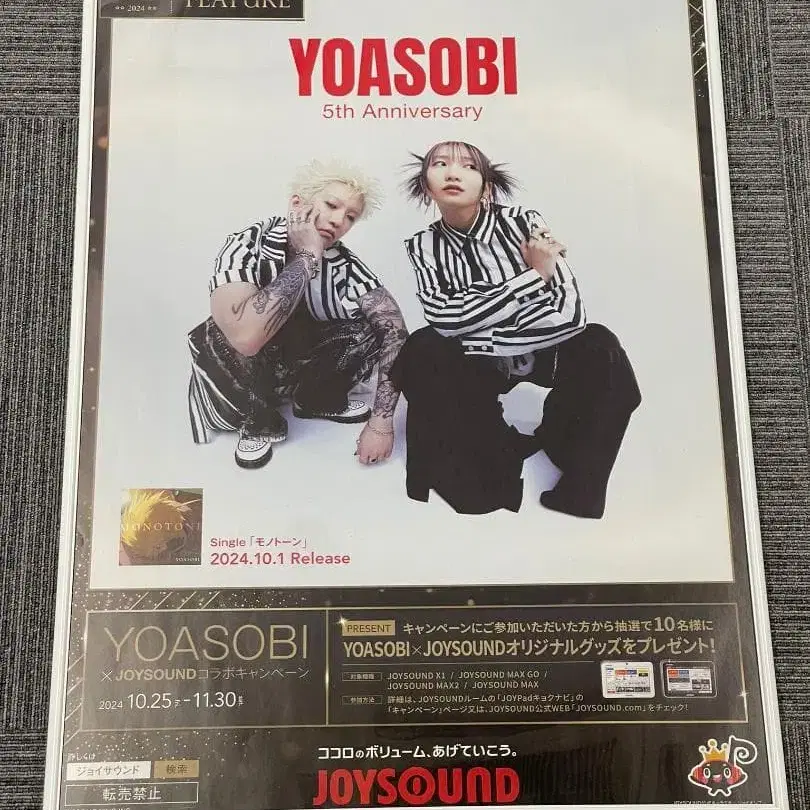 2024
FEATURE
YOASOBI
5th Anniversary
MONOTONE
YOASOBI
Single「モノトーン」
2024.10.1 Release
YOASOBI
×JOYSOUNDコラボキャンペーン
2024 10.25 - 11.30
PRESENT キャンペーンにご参加いただいた方から抽選で10名様に
YOASOBI×JOYSOUNDオリジナルグッズをプレゼント!
対象機種 JOYSOUND X1 / JOYSOUND MAX GO /
JOYSOUND MAX2 / JOYSOUND MAX
参加方法 詳細は、JOYSOUNDルームの「JOYPadキョクナビ」の
「キャンペーン」ページ又は、JOYSOUND公式WEB「JOYSOUND.com」をチェック!
詳しくは
ジョイサウンド 検索
転売禁止
ココロのボリューム、あげていこう。
JOYSOUND